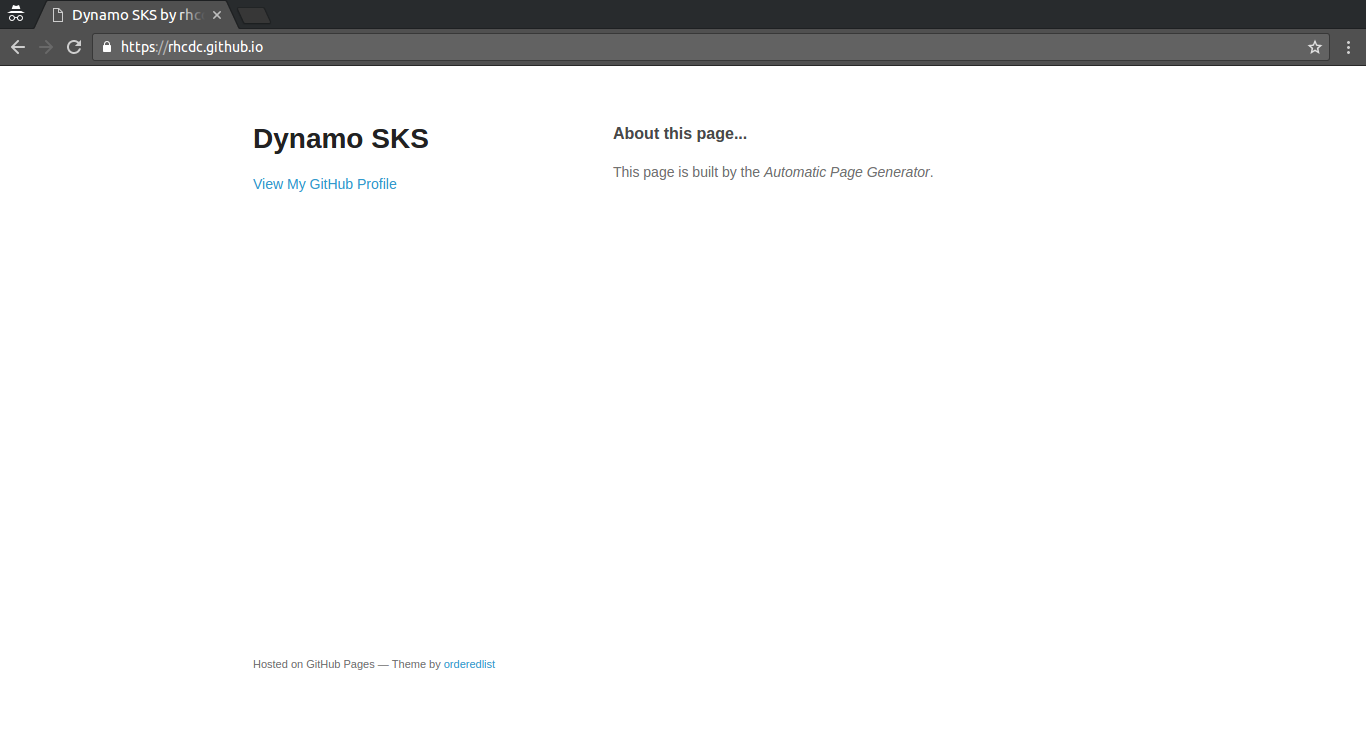 Dynamo SKS by rhcd
https://rhcdc.github.io
Dynamo SKS
View My GitHub Profile
About this page...
This page is built by the Automatic Page Generator.
Hosted on GitHub Pages — Theme by orderedlist